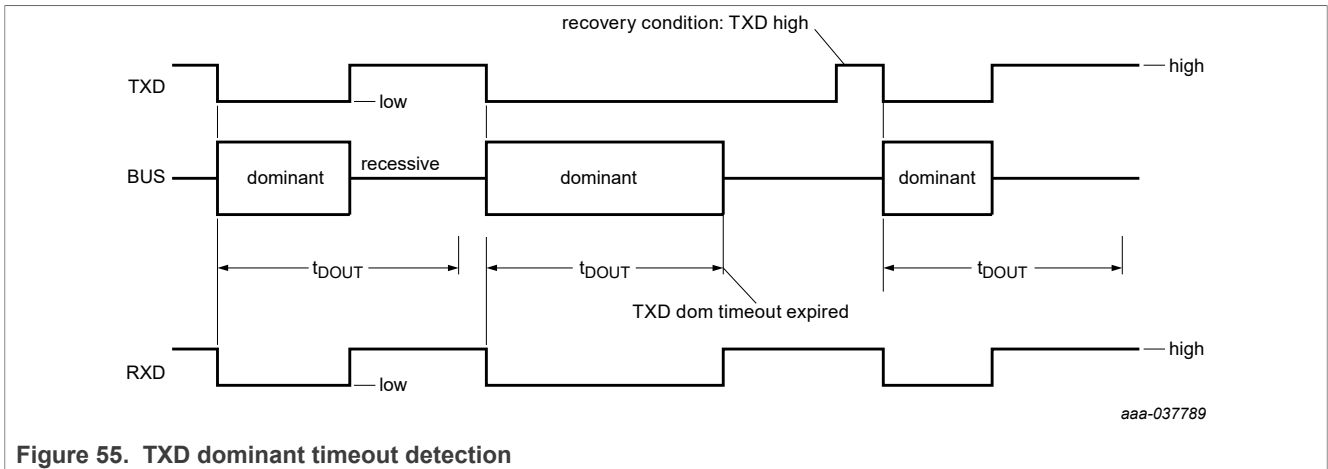 recovery condition: TXD high
TXD
low
high
BUS
dominant
recessive
dominant
dominant
tDOUT
tDOUT
tDOUT
TXD dom timeout expired
RXD
low
high
aaa-037789
Figure 55. TXD dominant timeout detection